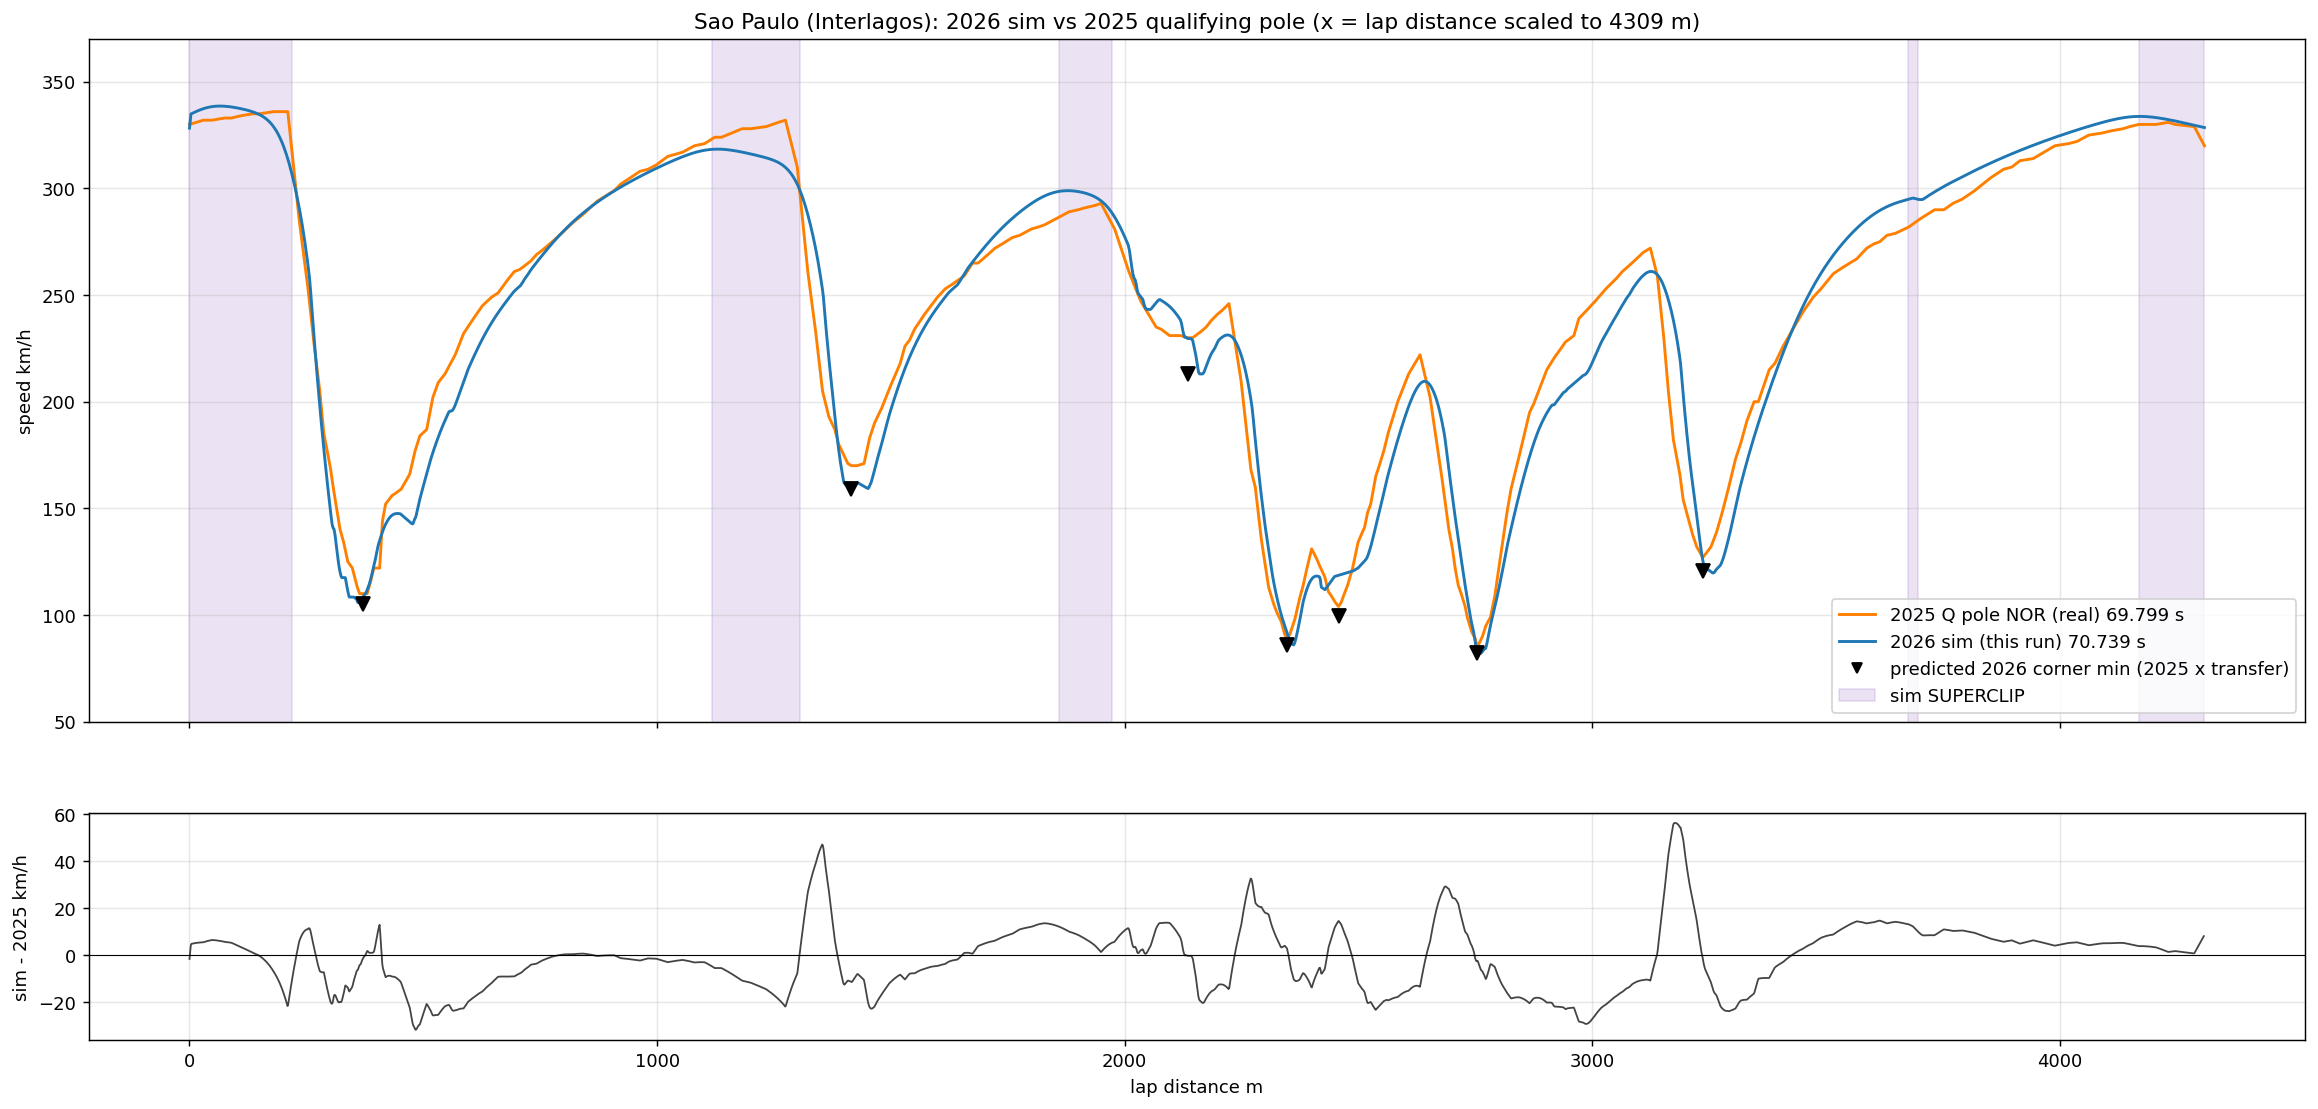 Sao Paulo (Interlagos): 2026 sim vs 2025 qualifying pole (x = lap distance scaled to 4309 m)
speed km/h
350
300
250
200
150
100
50
2025 Q pole NOR (real) 69.799 s
2026 sim (this run) 70.739 s
predicted 2026 corner min (2025 x transfer)
sim SUPERCLIP
sim - 2025 km/h
60
40
20
0
−20
0
1000
2000
3000
4000
lap distance m